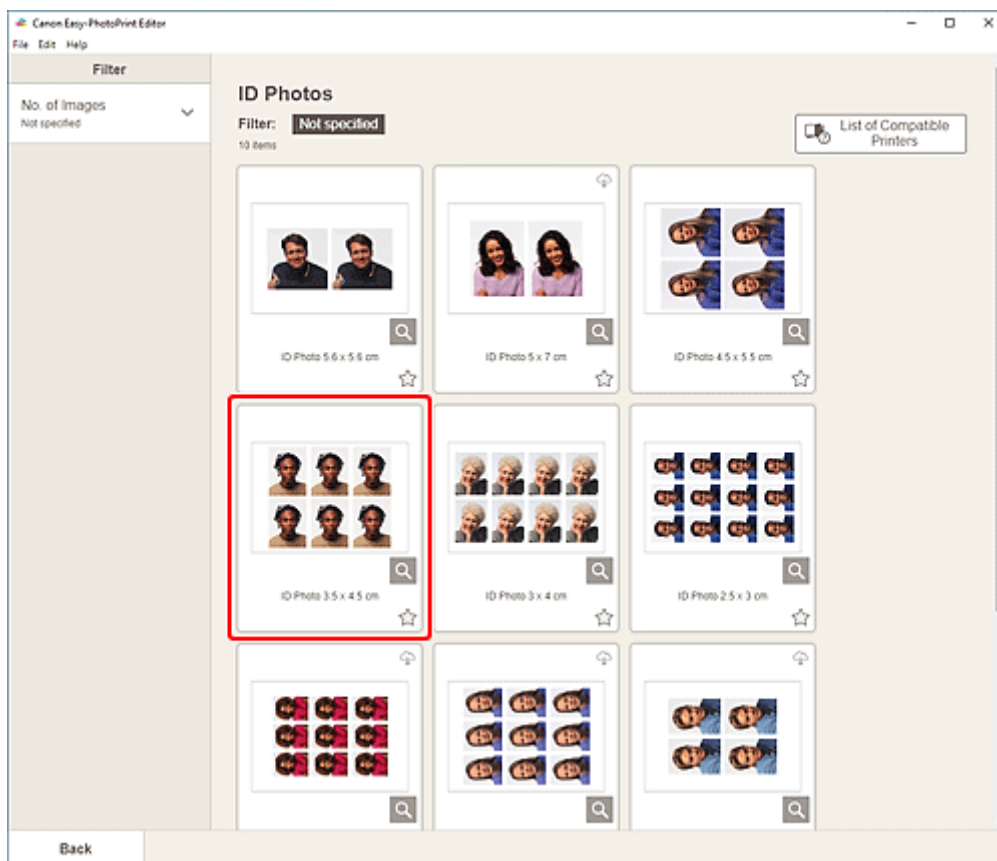 Canon Easy-PhotoPrint Editor
File Edit Help
Filter
No. of Images
Not specified
ID Photos
Filter: Not specified
10 items
List of Compatible
Printers
ID Photo 5.6 x 5.6 cm
ID Photo 5 x 7 cm
ID Photo 4.5 x 5.5 cm
ID Photo 3.5 x 4.5 cm
ID Photo 3 x 4 cm
ID Photo 2.5 x 3 cm
Back